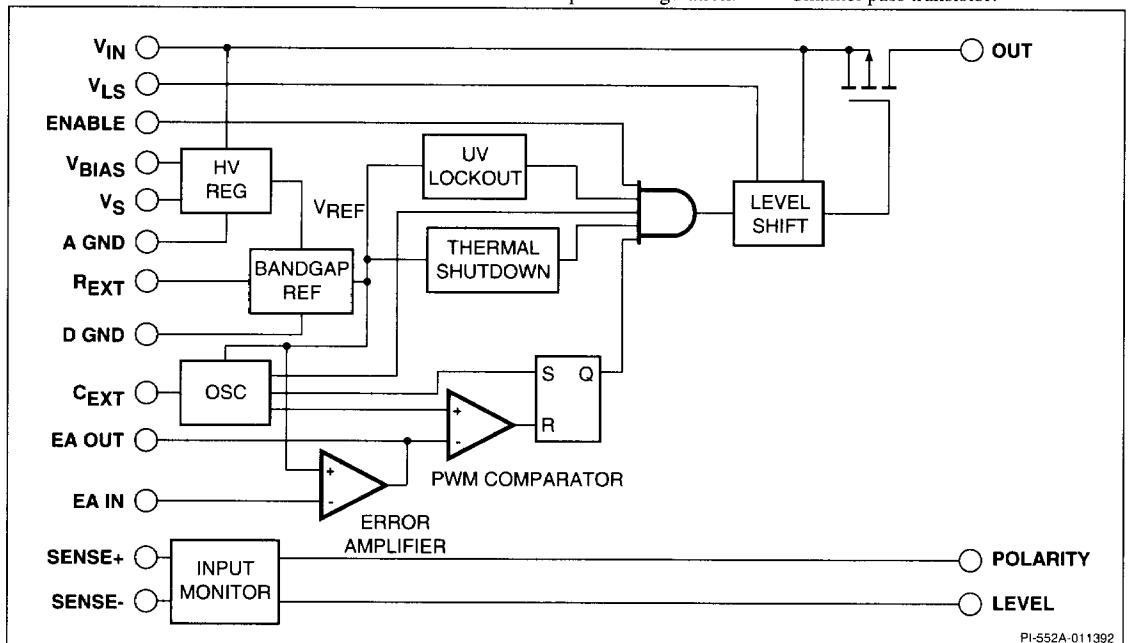 VIN
OUT
VLS
ENABLE
VBIAS
HV
REG
UV
LOCKOUT
VS
VREF
LEVEL
SHIFT
A GND
THERMAL
SHUTDOWN
REXT
BANDGAP
REF
D GND
S Q
CEXT
OSC
+
R
EA OUT
-
+
PWM COMPARATOR
EA IN
-
ERROR
AMPLIFIER
SENSE+
POLARITY
INPUT
MONITOR
SENSE-
LEVEL
PI-552A-011392